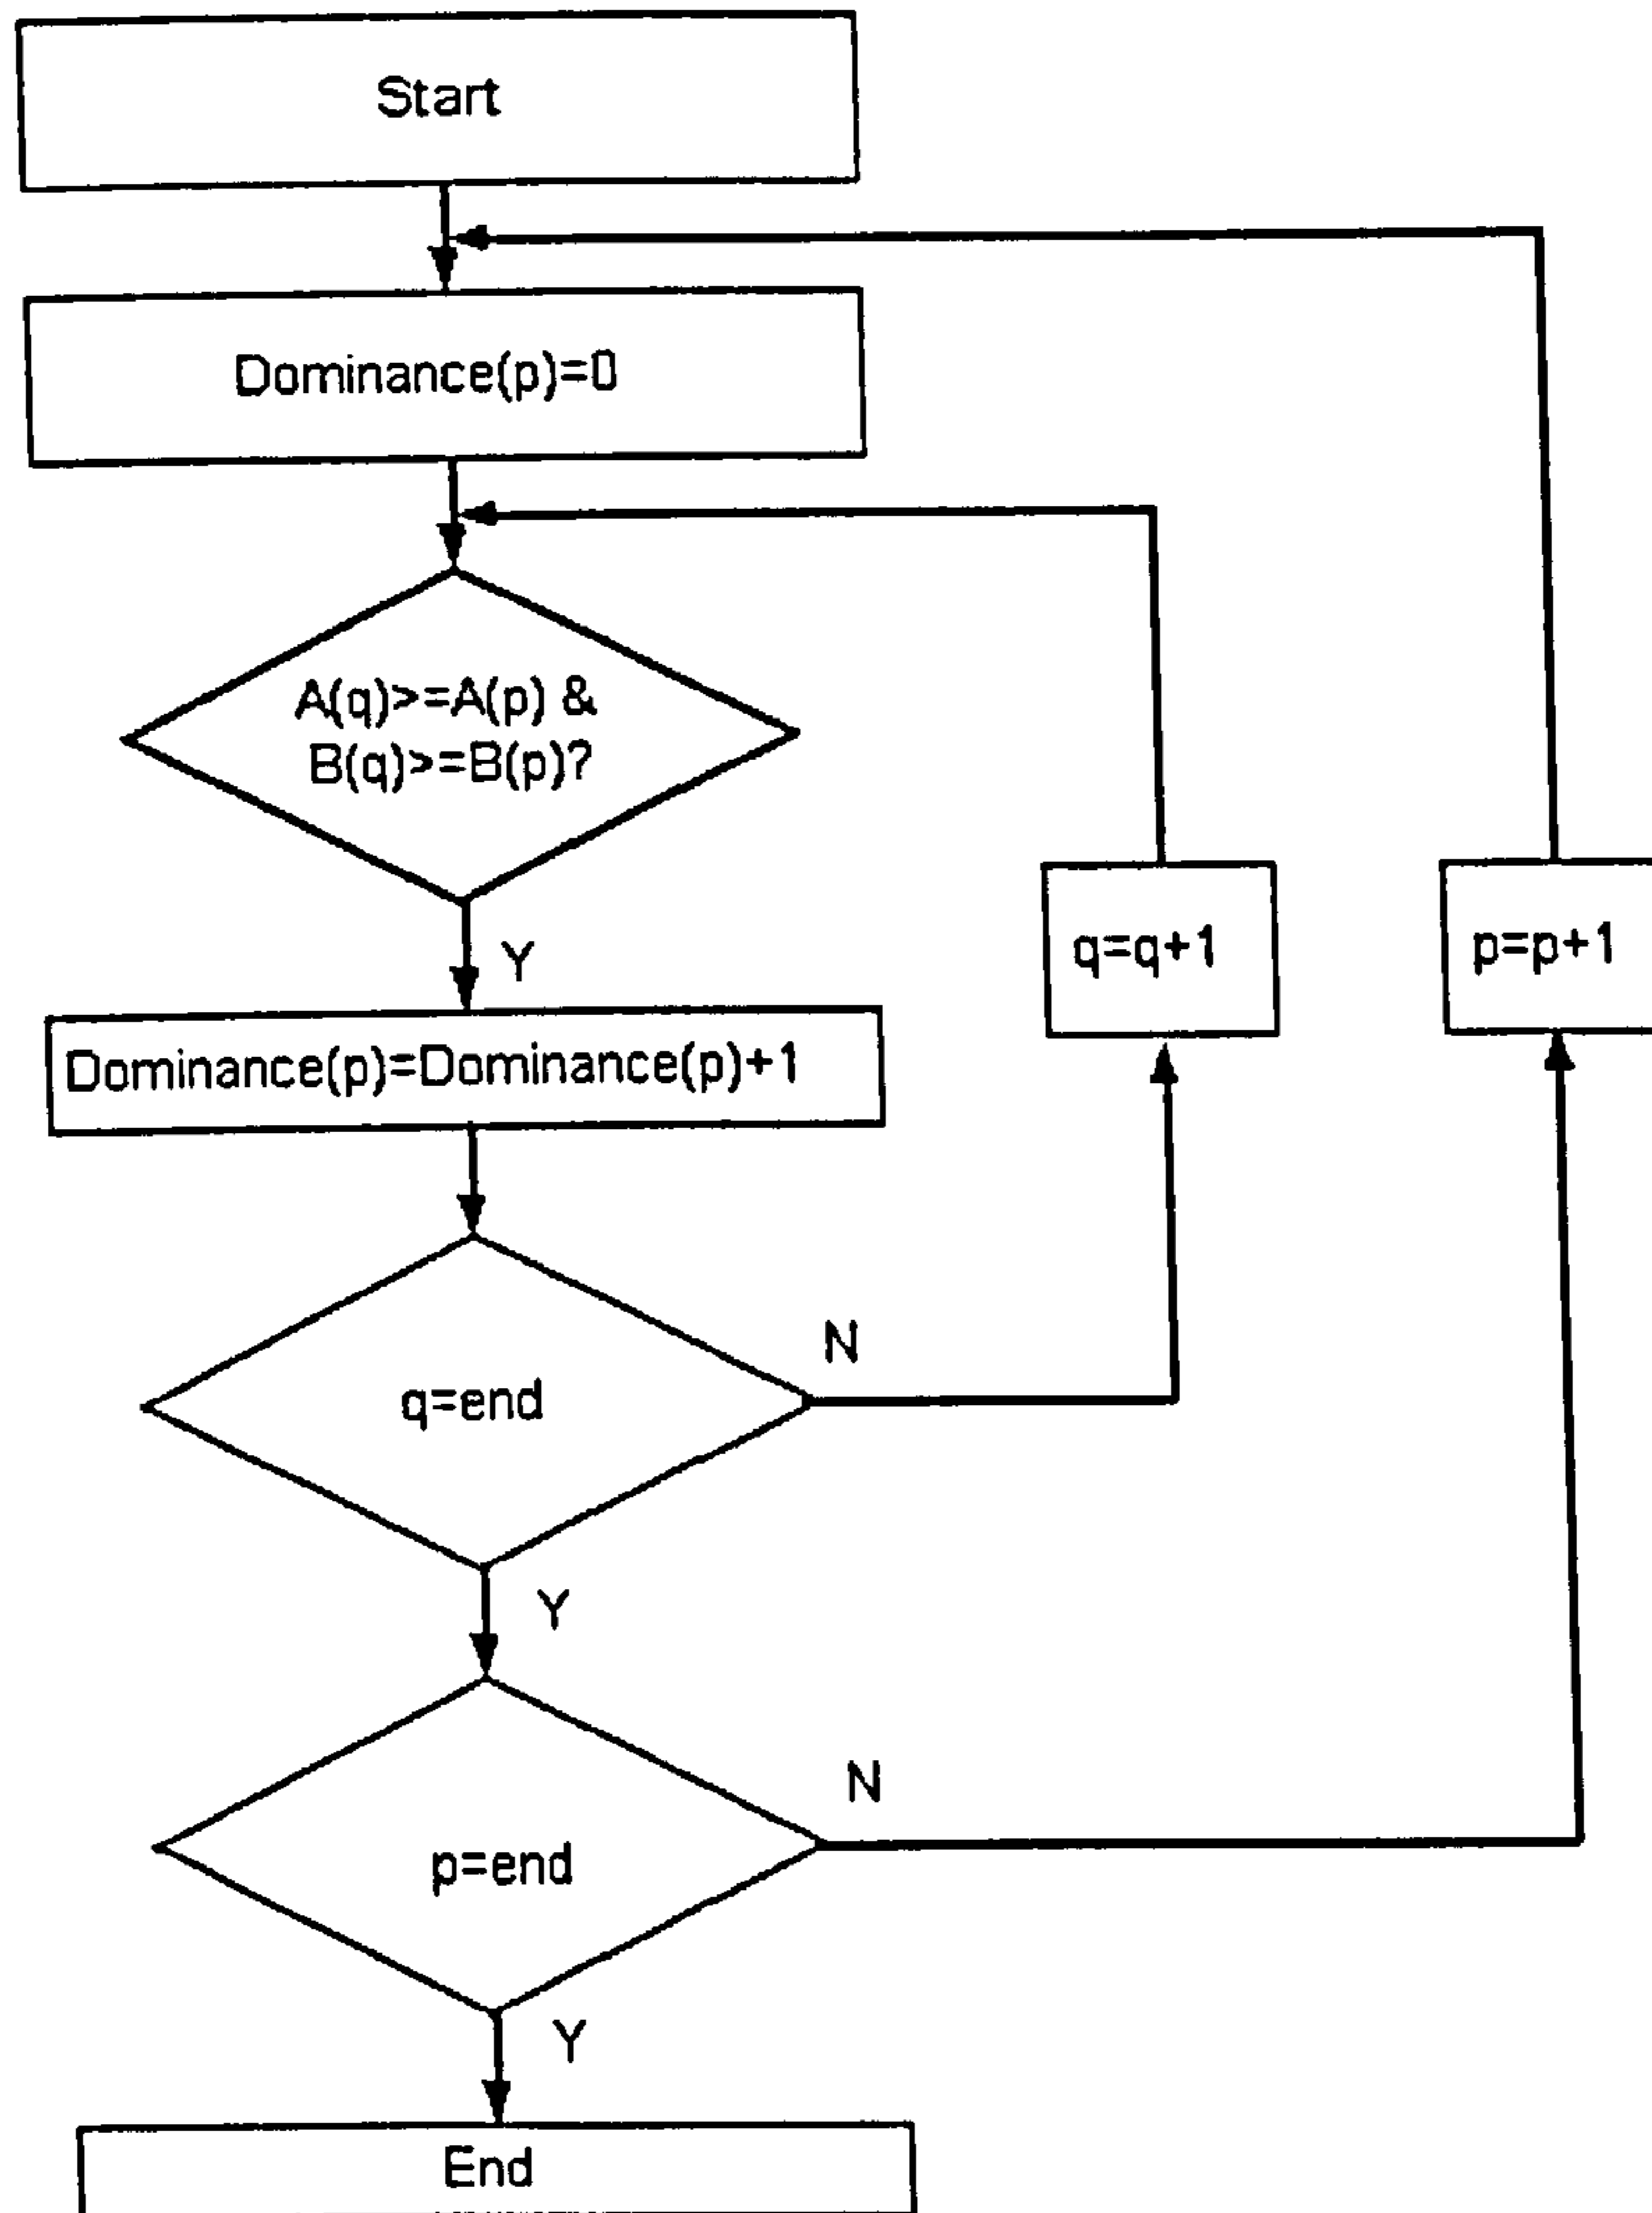 Start
Dominance(p)=0
A(q)>=A(p) &
B(q)>=B(p)?
Y
q=q+1
p=p+1
Dominance(p)=Dominance(p)+1
N
q=end
Y
N
p=end
Y
End